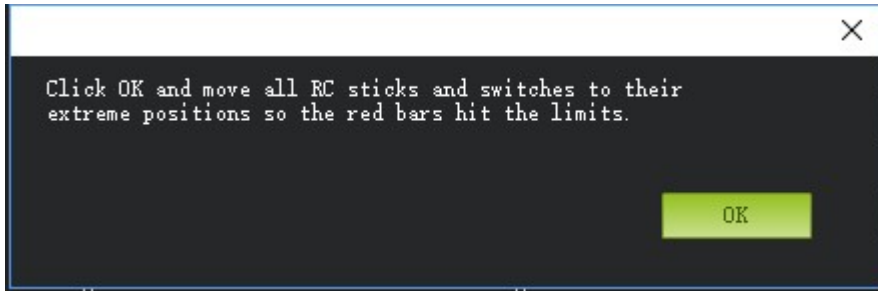 Click OK and move all RC sticks and switches to their
extreme positions so the red bars hit the limits.
OK